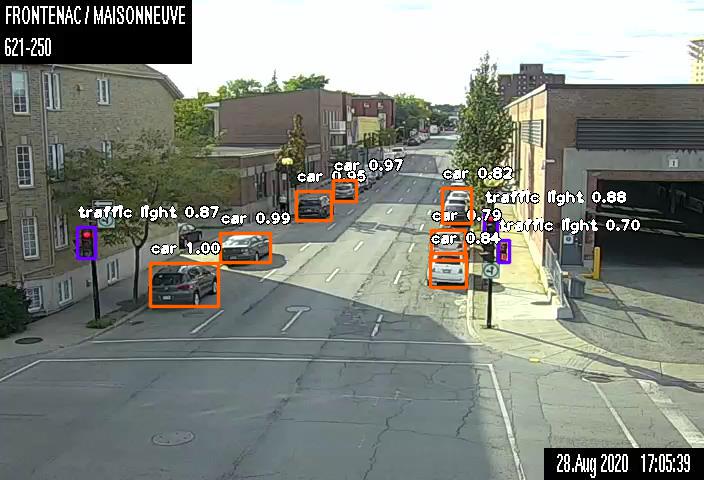 FRONTENAC / MAISONNEUVE
621-250
car 0.97
car 0.95
car 0.82
traffic light 0.88
traffic light 0.87
car 0.99
car 0.79
traffic light 0.70
car 0.84
car 1.00
28.Aug 2020 17:05:39